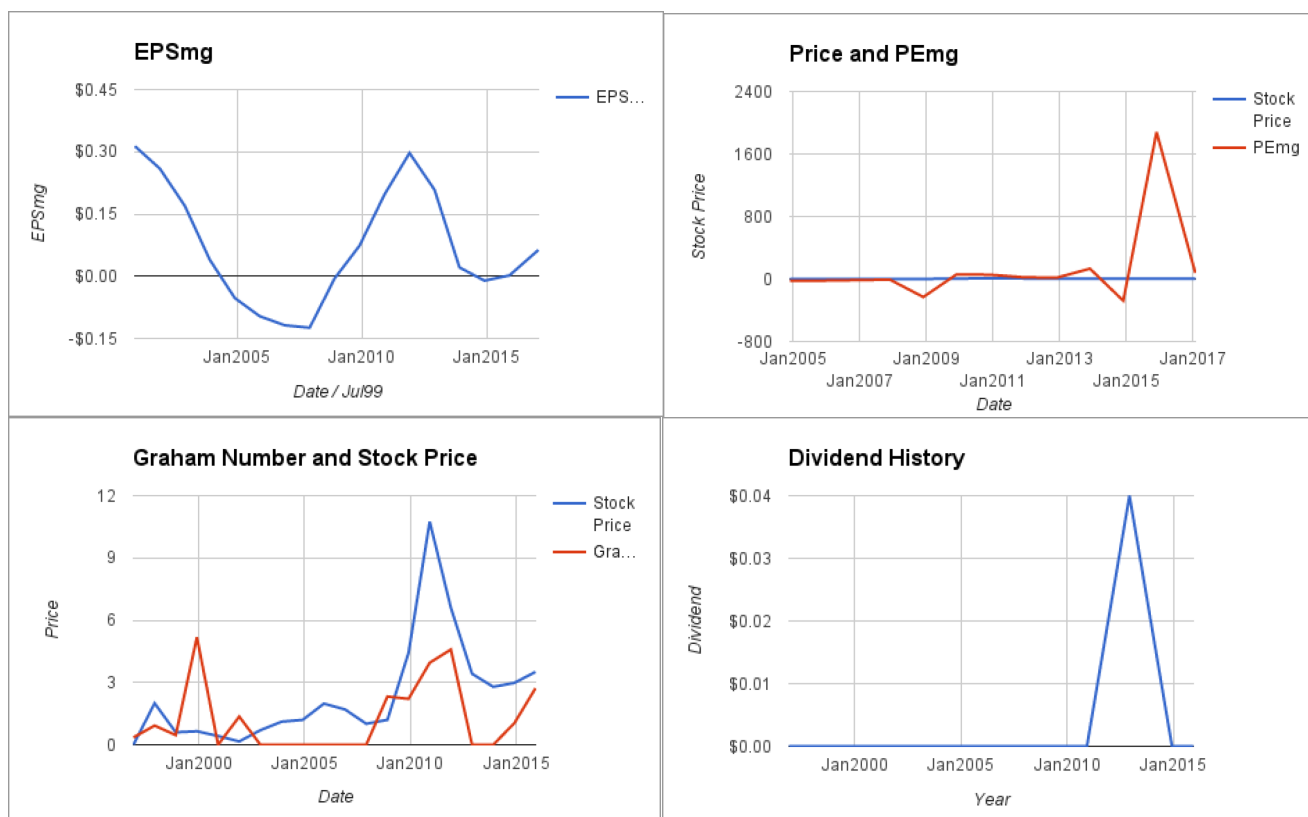 EPSmg
$0.45
$0.30
$0.15
$0.00
-$0.15
EPSmg
EPS...
Jan2005
Jan2010
Jan2015
Date / Jul99
Price and PEmg
2400
1600
800
0
-800
Stock Price
Stock
Price
PEmg
Jan2005
Jan2009
Jan2013
Jan2017
Jan2007
Jan2011
Jan2015
Date
Graham Number and Stock Price
12
9
6
3
0
Price
Stock
Price
Gra...
Jan2000
Jan2005
Jan2010
Jan2015
Date
Dividend History
$0.04
$0.03
$0.02
$0.01
$0.00
Dividend
Jan2000
Jan2005
Jan2010
Jan2015
Year